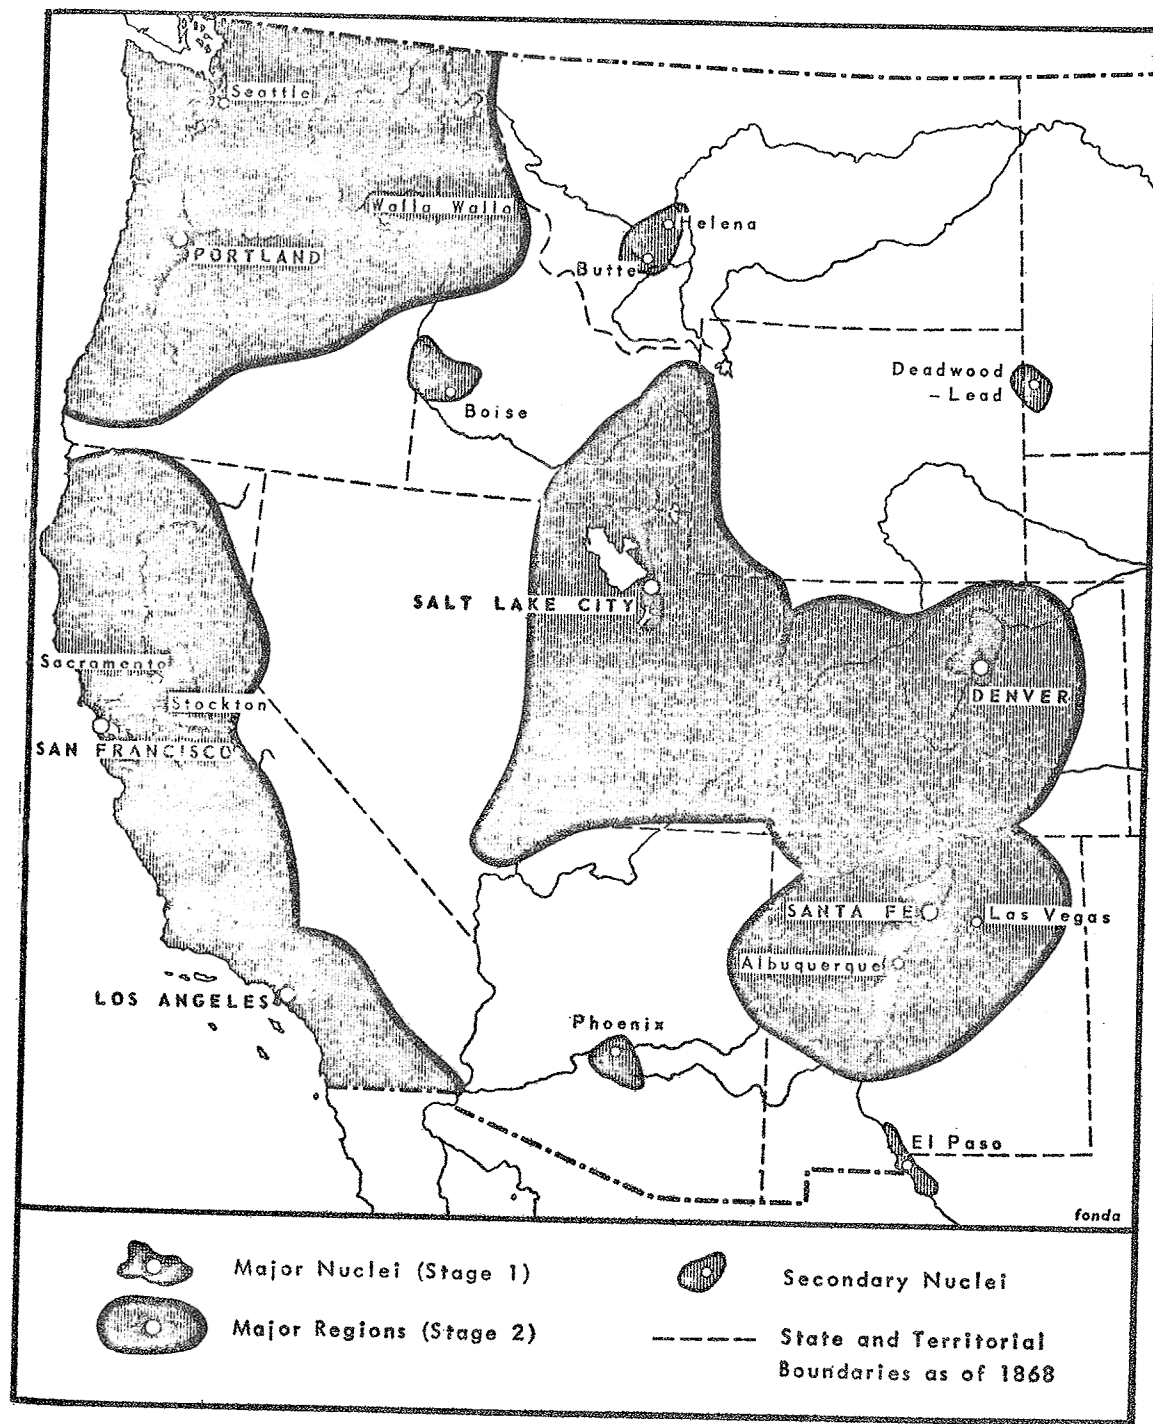 Seattle
Walla Walla
PORTLAND
Helena
Butte
Deadwood
– Lead
Boise
SALT LAKE CITY
Sacramento
Stockton
DENVER
SAN FRANCISCO
SANTA FE
Las Vegas
Albuquerque
LOS ANGELES
Phoenix
El Paso
fonda
Major Nuclei (Stage 1)
Major Regions (Stage 2)
Secondary Nuclei
State and Territorial
Boundaries as of 1868